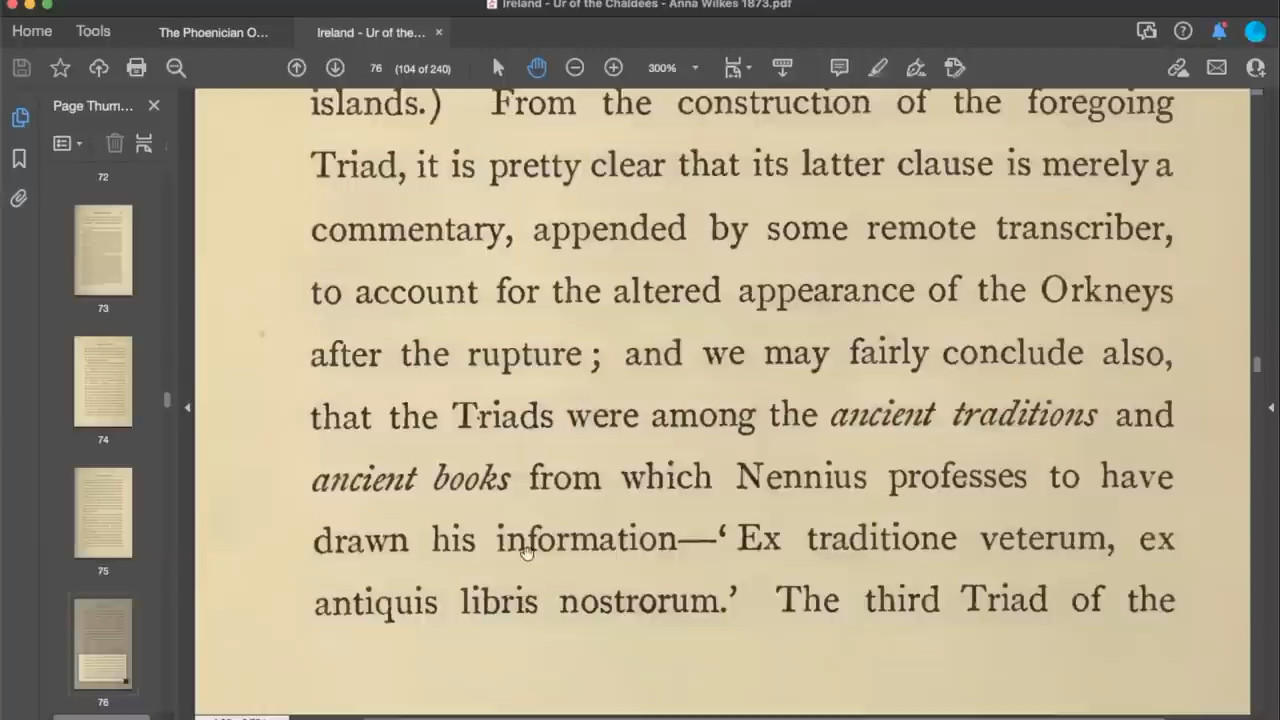 Ireland - Ur of the Chaldees - Anna Wilkes 1873.pdf
Home Tools The Phoenician O... Ireland - Ur of the... ×
76 (104 of 240) 300%
Page Thum... ×
72
73
74
75
76
islands.) From the construction of the foregoing
Triad, it is pretty clear that its latter clause is merely a
commentary, appended by some remote transcriber,
to account for the altered appearance of the Orkneys
after the rupture; and we may fairly conclude also,
that the Triads were among the ancient traditions and
ancient books from which Nennius professes to have
drawn his information—‘ Ex traditione veterum, ex
antiquis libris nostrorum.’ The third Triad of the